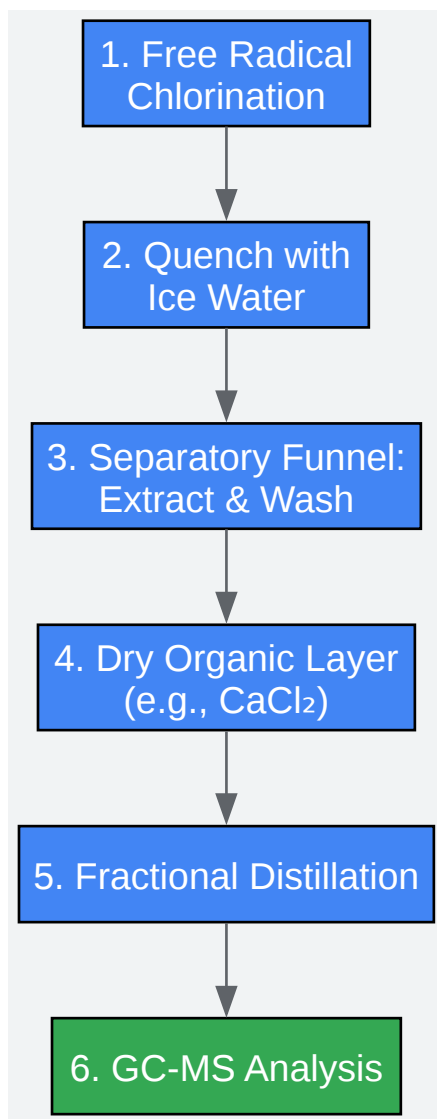 1. Free Radical
Chlorination
2. Quench with
Ice Water
3. Separatory Funnel:
Extract & Wash
4. Dry Organic Layer
(e.g., CaCl₂)
5. Fractional Distillation
6. GC-MS Analysis